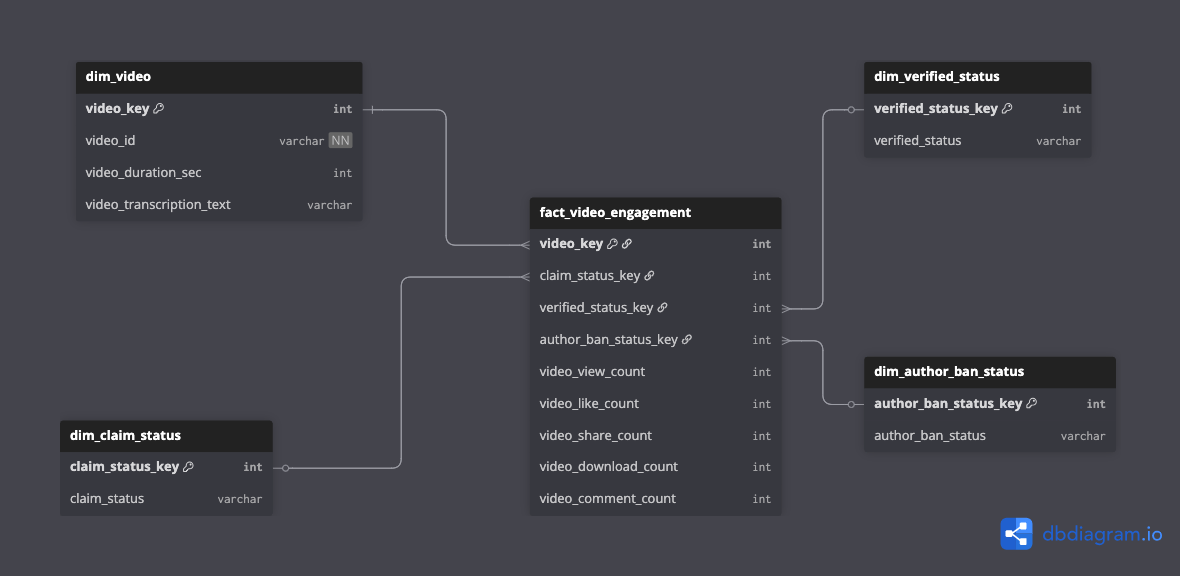 dim_video
video_key int
video_id varchar NN
video_duration_sec int
video_transcription_text varchar
dim_verified_status
verified_status_key int
verified_status varchar
fact_video_engagement
video_key int
claim_status_key int
verified_status_key int
author_ban_status_key int
video_view_count int
video_like_count int
video_share_count int
video_download_count int
video_comment_count int
dim_author_ban_status
author_ban_status_key int
author_ban_status varchar
dim_claim_status
claim_status_key int
claim_status varchar
dbdiagram.io